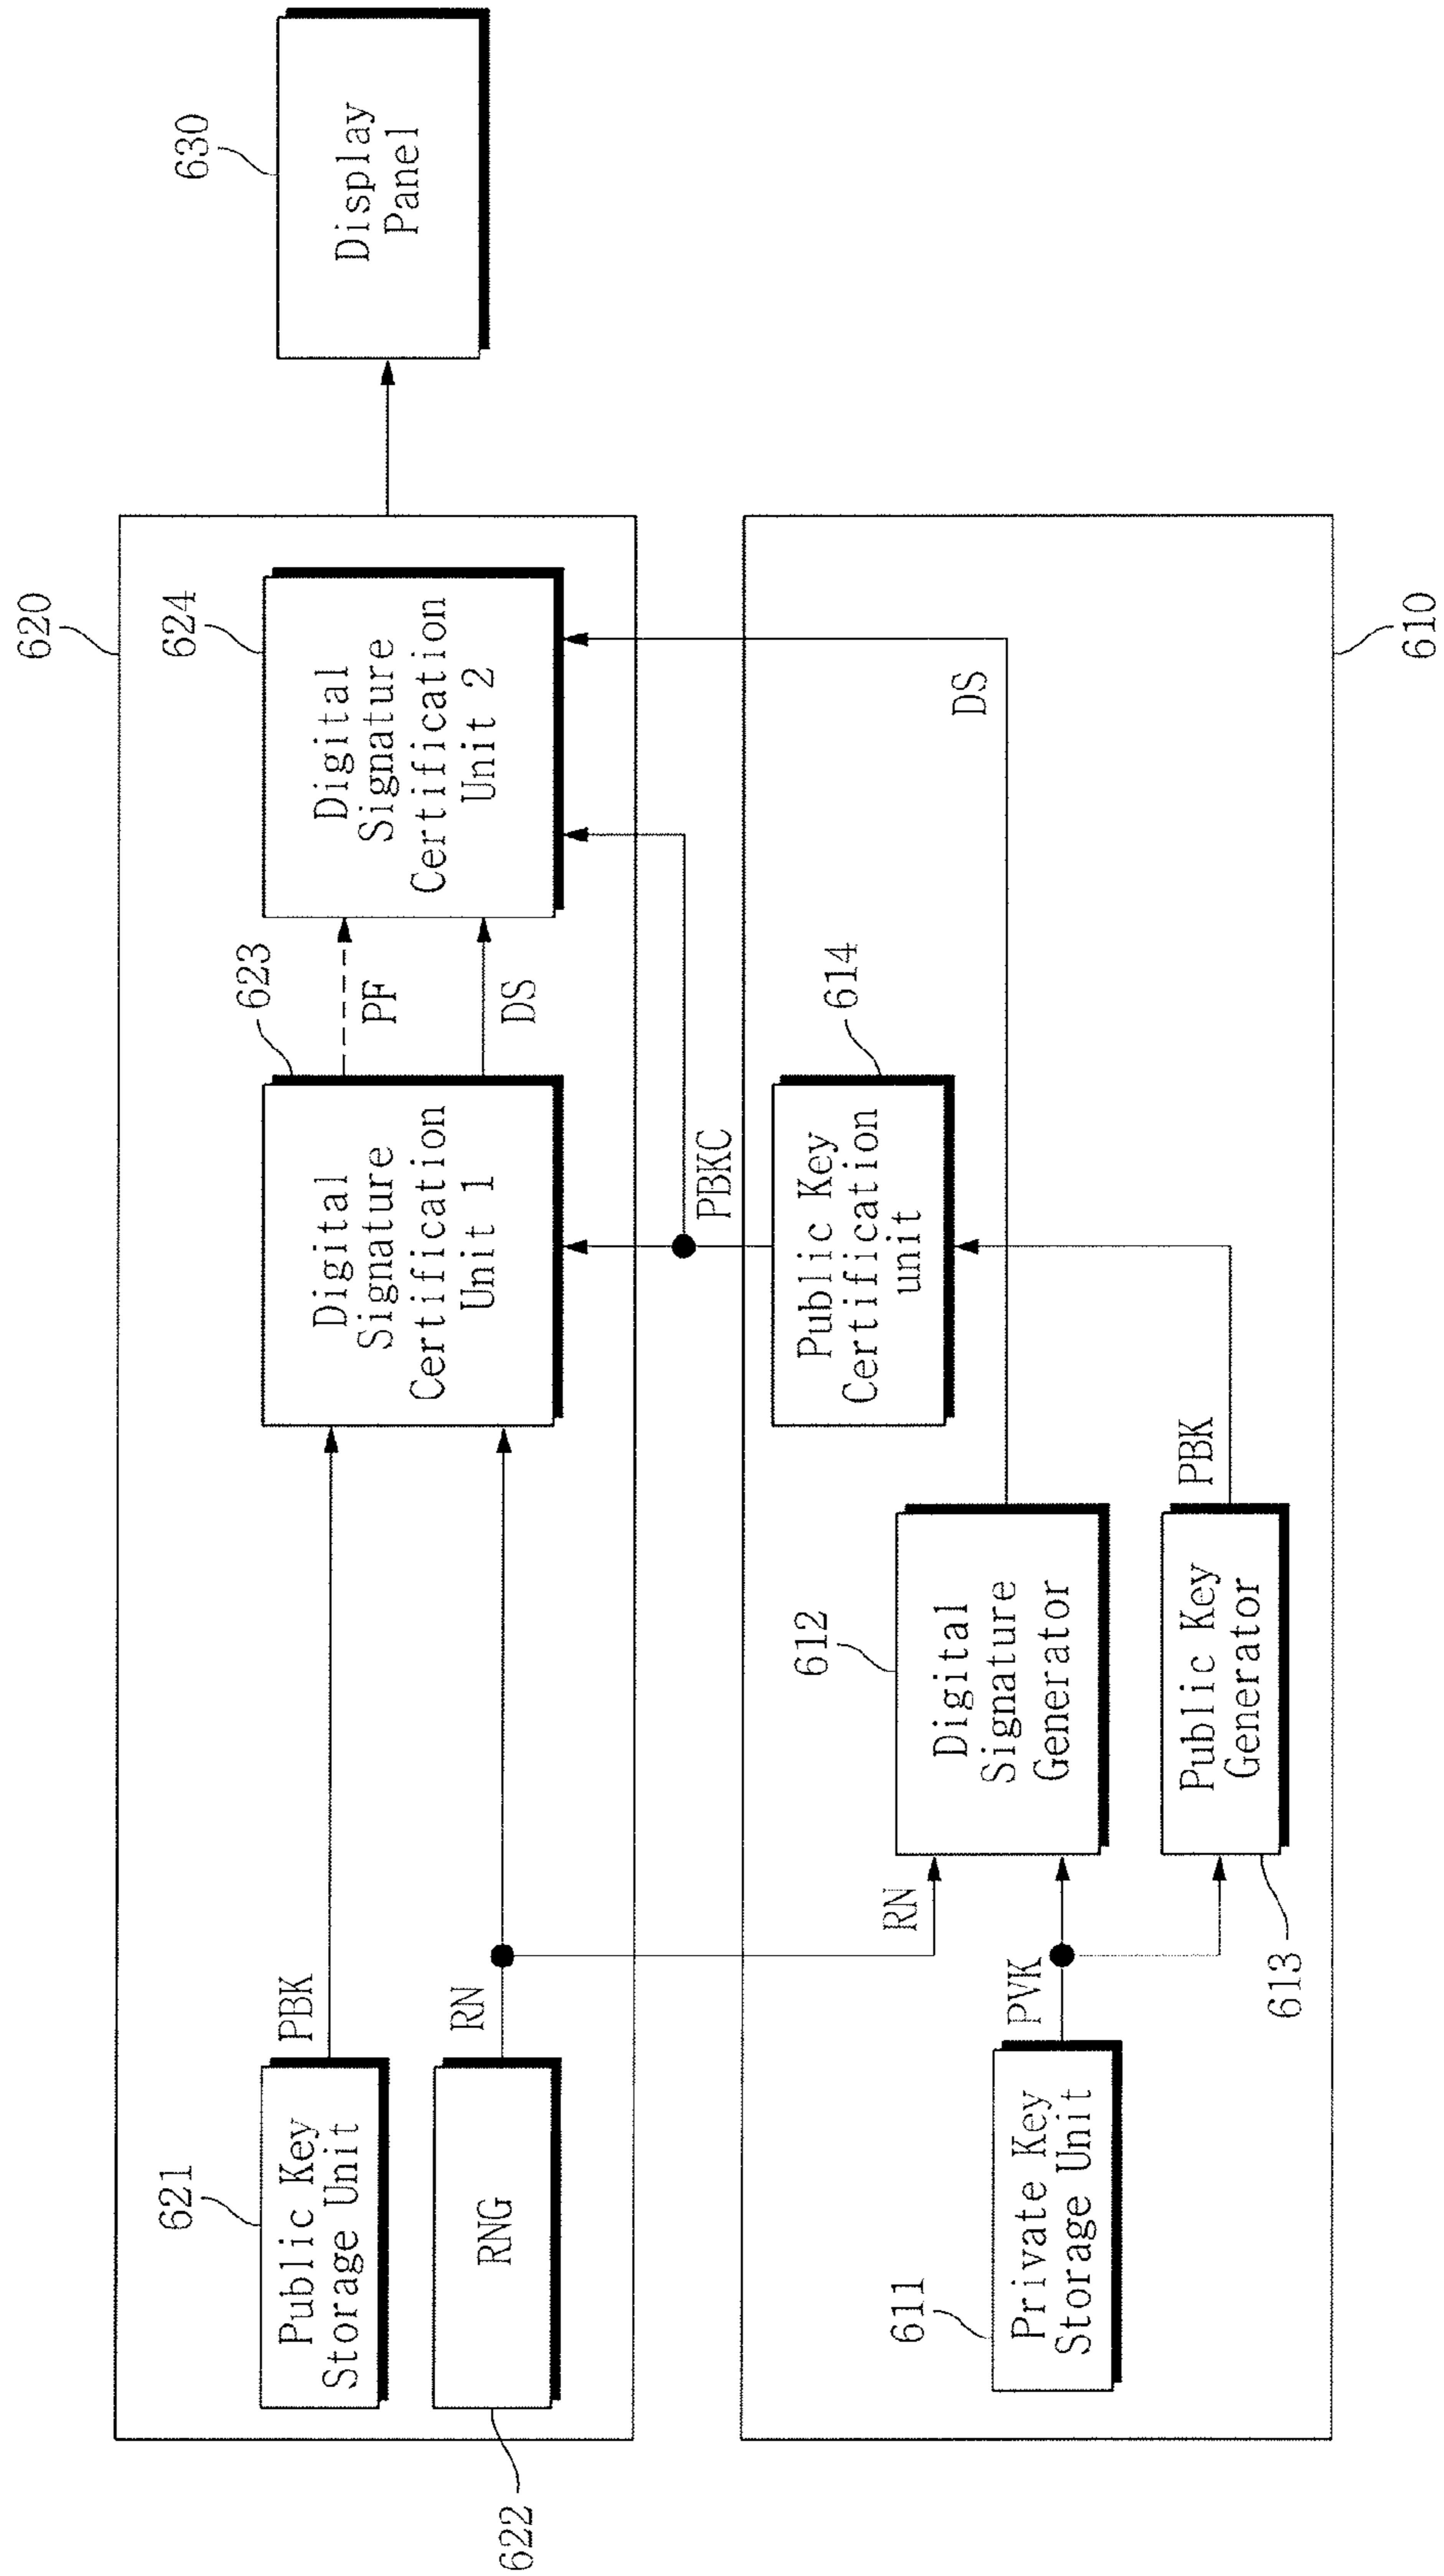 620
621
Public Key
Storage Unit
PBK
RNG
622
RN
Digital
Signature
Certification
Unit 1
623
PF
DS
Digital
Signature
Certification
Unit 2
624
Display
Panel
630
PBKC
610
611
Private Key
Storage Unit
PVK
RN
612
Digital
Signature
Generator
Public Key
Generator
613
PBK
Public Key
Certification
unit
614
DS